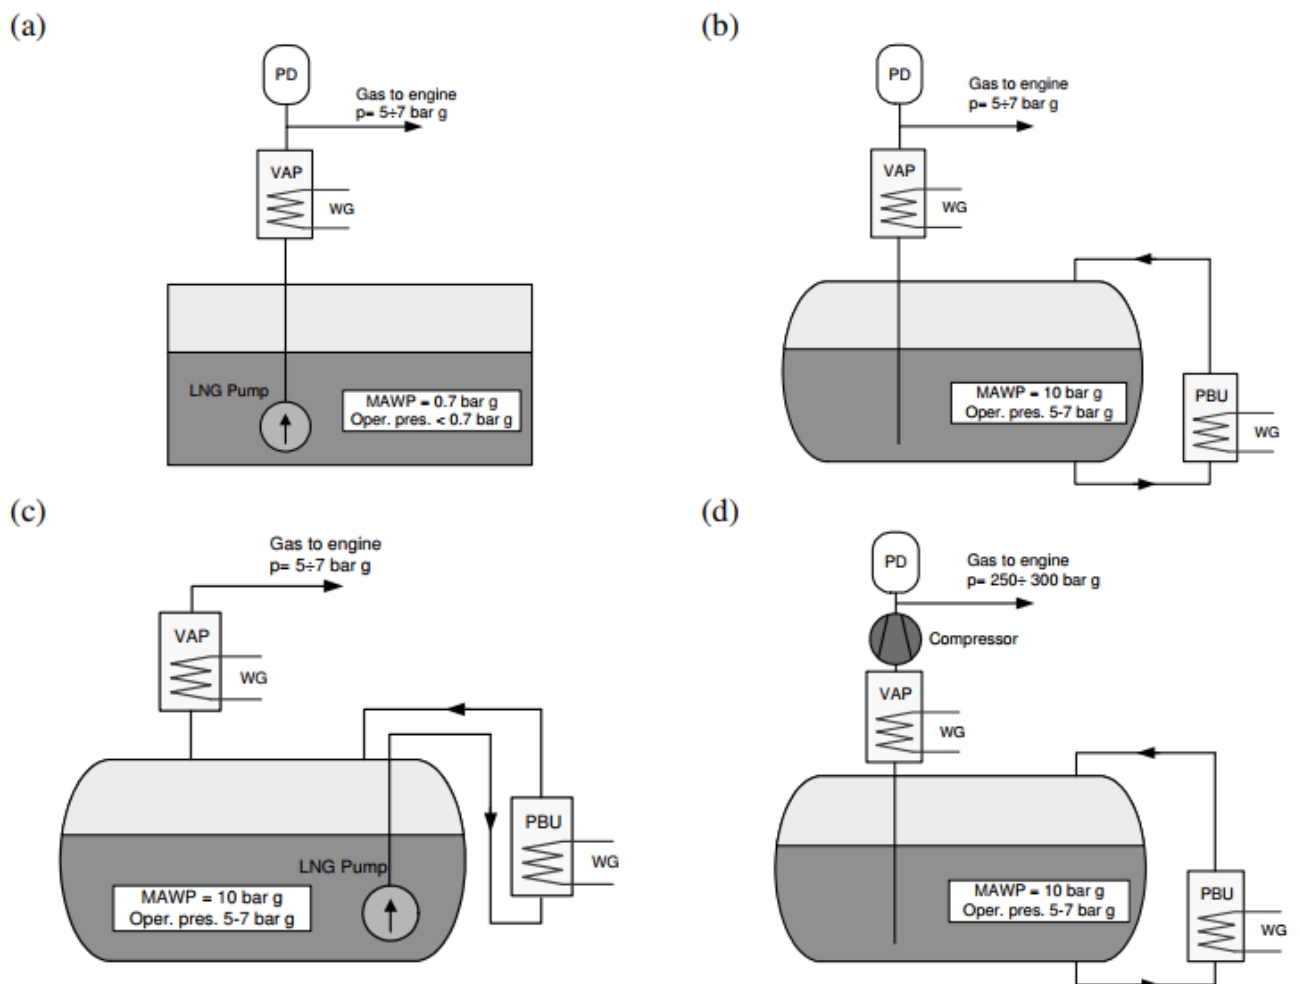 (a)
PD
Gas to engine
p= 5÷7 bar g
VAP
WG
LNG Pump
MAWP = 0.7 bar g
Oper. pres. < 0.7 bar g
(b)
PD
Gas to engine
p= 5÷7 bar g
VAP
WG
MAWP = 10 bar g
Oper. pres. 5-7 bar g
PBU
WG
(c)
Gas to engine
p= 5÷7 bar g
VAP
WG
PBU
WG
LNG Pump
MAWP = 10 bar g
Oper. pres. 5-7 bar g
(d)
PD
Gas to engine
p= 250÷ 300 bar g
Compressor
VAP
WG
MAWP = 10 bar g
Oper. pres. 5-7 bar g
PBU
WG